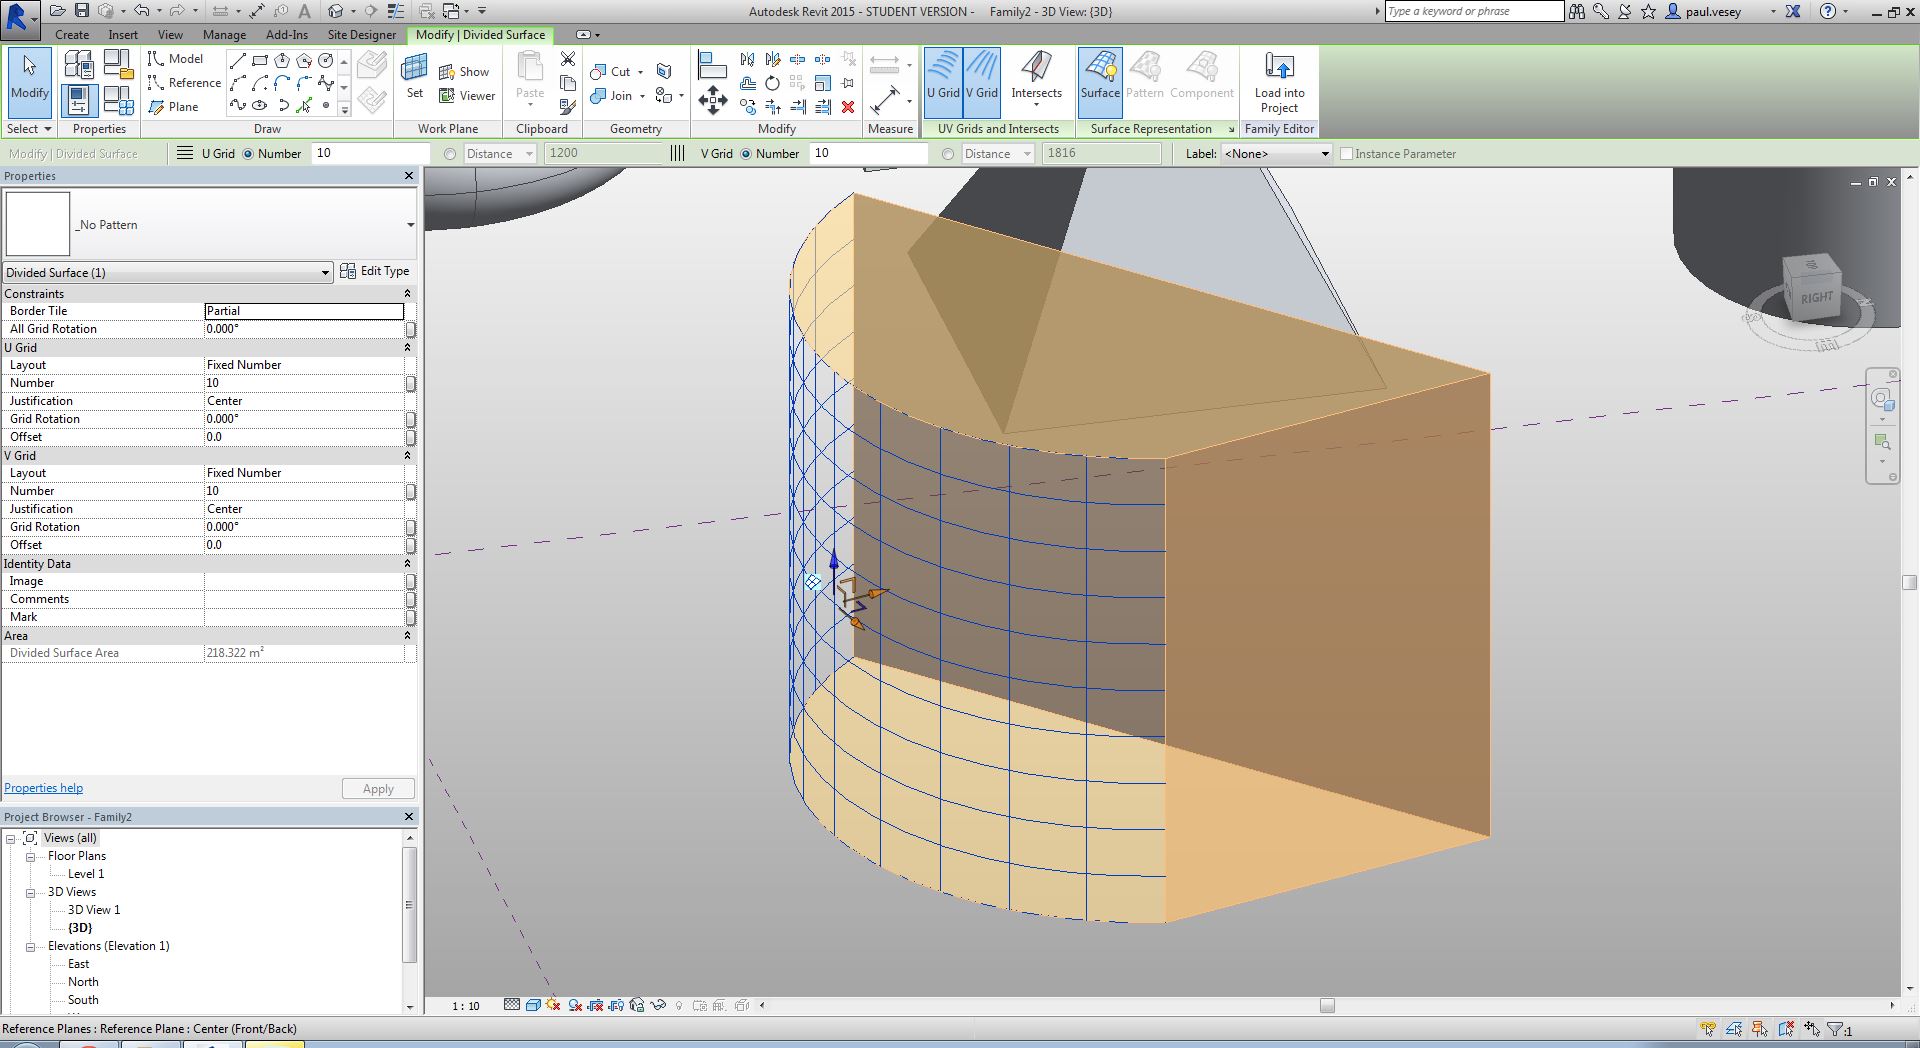 Autodesk Revit 2015 - STUDENT VERSION -    Family2 - 3D View: {3D}
Type a keyword or phrase
paul.vesey
Create Insert View Manage Add-Ins Site Designer Modify | Divided Surface
Modify
Model
Reference
Plane
Set
Show
Viewer
Paste
Cut
Join
U Grid V Grid Intersects
Surface Pattern Component
Load into
Project
Select Properties Draw Work Plane Clipboard Geometry Modify Measure UV Grids and Intersects Surface Representation Family Editor
Modify | Divided Surface U Grid Number 10 Distance 1200 V Grid Number 10 Distance 1816 Label: <None> Instance Parameter
Properties
_No Pattern
Divided Surface (1) Edit Type
Constraints
Border Tile Partial
All Grid Rotation 0.000°
U Grid
Layout Fixed Number
Number 10
Justification Center
Grid Rotation 0.000°
Offset 0.0
V Grid
Layout Fixed Number
Number 10
Justification Center
Grid Rotation 0.000°
Offset 0.0
Identity Data
Image
Comments
Mark
Area
Divided Surface Area 218.322 m²
Properties help Apply
Project Browser - Family2
Views (all)
Floor Plans
Level 1
3D Views
3D View 1
{3D}
Elevations (Elevation 1)
East
North
South
RIGHT
1 : 10
Reference Planes : Reference Plane : Center (Front/Back)
:1